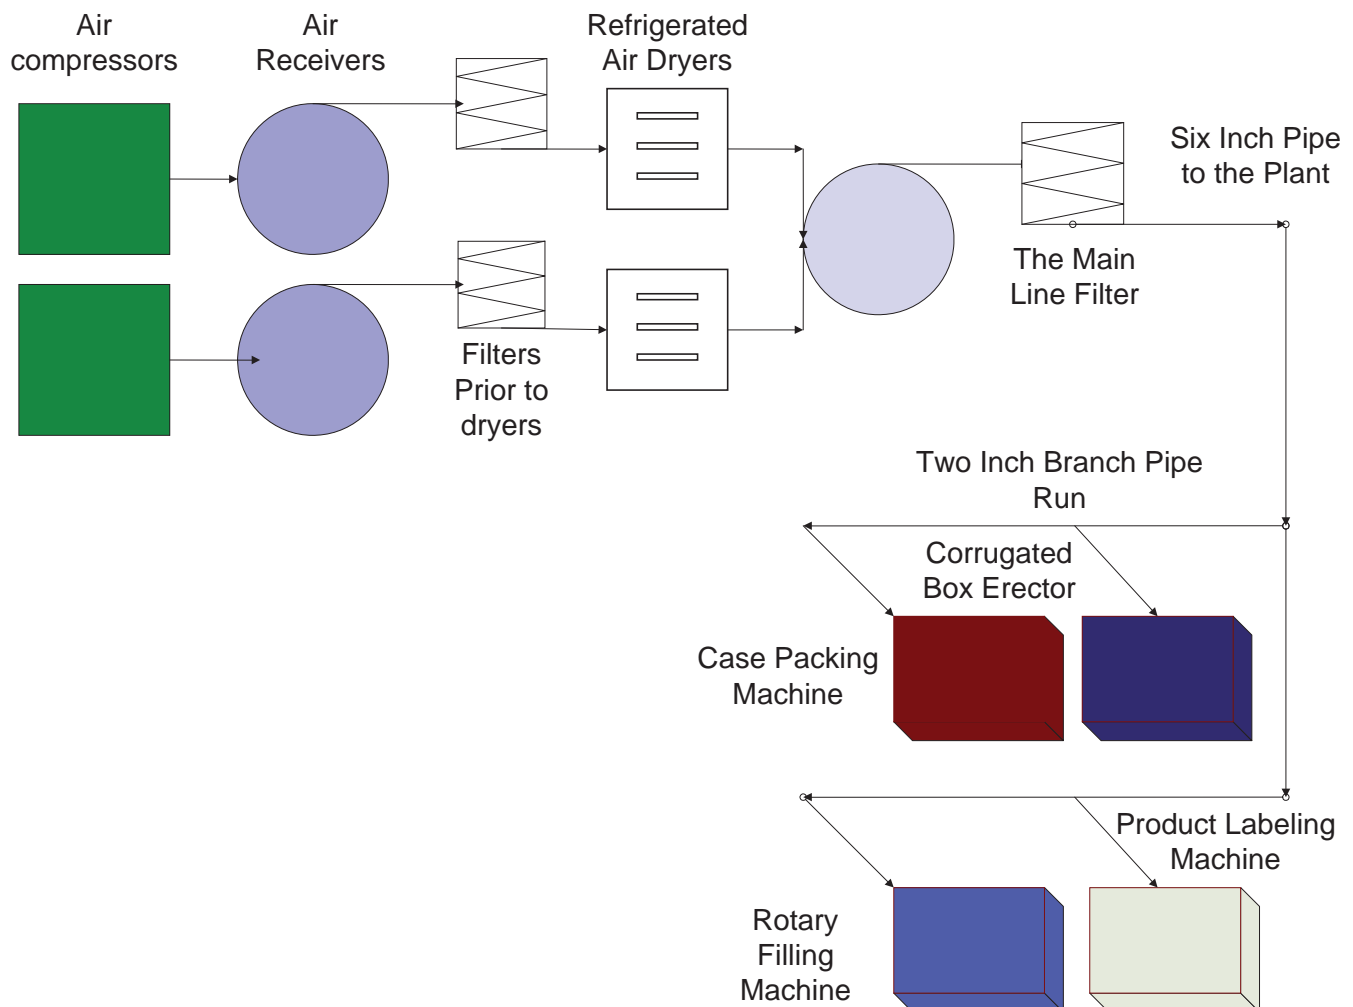 Air
compressors
Air
Receivers
Refrigerated
Air Dryers
Six Inch Pipe
to the Plant
The Main
Line Filter
Filters
Prior to
dryers
Two Inch Branch Pipe
Run
Corrugated
Box Erector
Case Packing
Machine
Product Labeling
Machine
Rotary
Filling
Machine